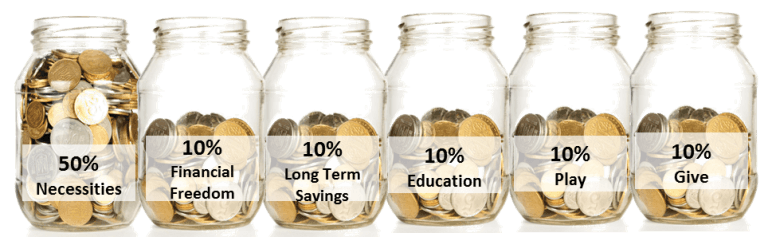 50%
Necessities
10%
Financial
Freedom
10%
Long Term
Savings
10%
Education
10%
Play
10%
Give